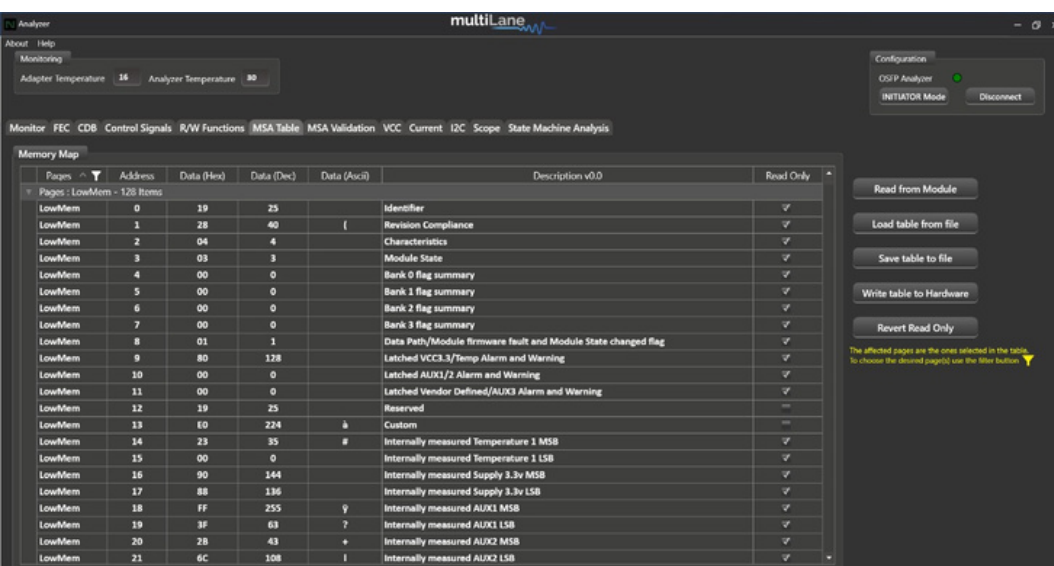 Analyzer
multiLane
About Help
Monitoring
Adapter Temperature 16 Analyzer Temperature 80
Configuration
OSFP Analyzer
INITIATOR Mode Disconnect
Monitor FEC CDB Control Signals R/W Functions MSA Table MSA Validation VCC Current I2C Scope State Machine Analysis
Memory Map
Pages Address Data (Hex) Data (Dec) Data (Ascii) Description v0.0 Read Only
Pages : LowMem - 128 Items
LowMem 0 19 25 Identifier
LowMem 1 28 40 ( Revision Compliance
LowMem 2 04 4 Characteristics
LowMem 3 03 3 Module State
LowMem 4 00 0 Bank 0 flag summary
LowMem 5 00 0 Bank 1 flag summary
LowMem 6 00 0 Bank 2 flag summary
LowMem 7 00 0 Bank 3 flag summary
LowMem 8 01 1 Data Path/Module firmware fault and Module State changed flag
LowMem 9 80 128 Latched VCC3.3/Temp Alarm and Warning
LowMem 10 00 0 Latched AUX1/2 Alarm and Warning
LowMem 11 00 0 Latched Vendor Defined/AUX3 Alarm and Warning
LowMem 12 19 25 Reserved
LowMem 13 E0 224 à Custom
LowMem 14 23 35 # Internally measured Temperature 1 MSB
LowMem 15 00 0 Internally measured Temperature 1 LSB
LowMem 16 90 144 Internally measured Supply 3.3v MSB
LowMem 17 88 136 Internally measured Supply 3.3v LSB
LowMem 18 FF 255 ÿ Internally measured AUX1 MSB
LowMem 19 3F 63 ? Internally measured AUX1 LSB
LowMem 20 2B 43 + Internally measured AUX2 MSB
LowMem 21 6C 108 l Internally measured AUX2 LSB
Read from Module
Load table from file
Save table to file
Write table to Hardware
Revert Read Only
The affected pages are the ones selected in the table.
To choose the desired page(s) use the filter button